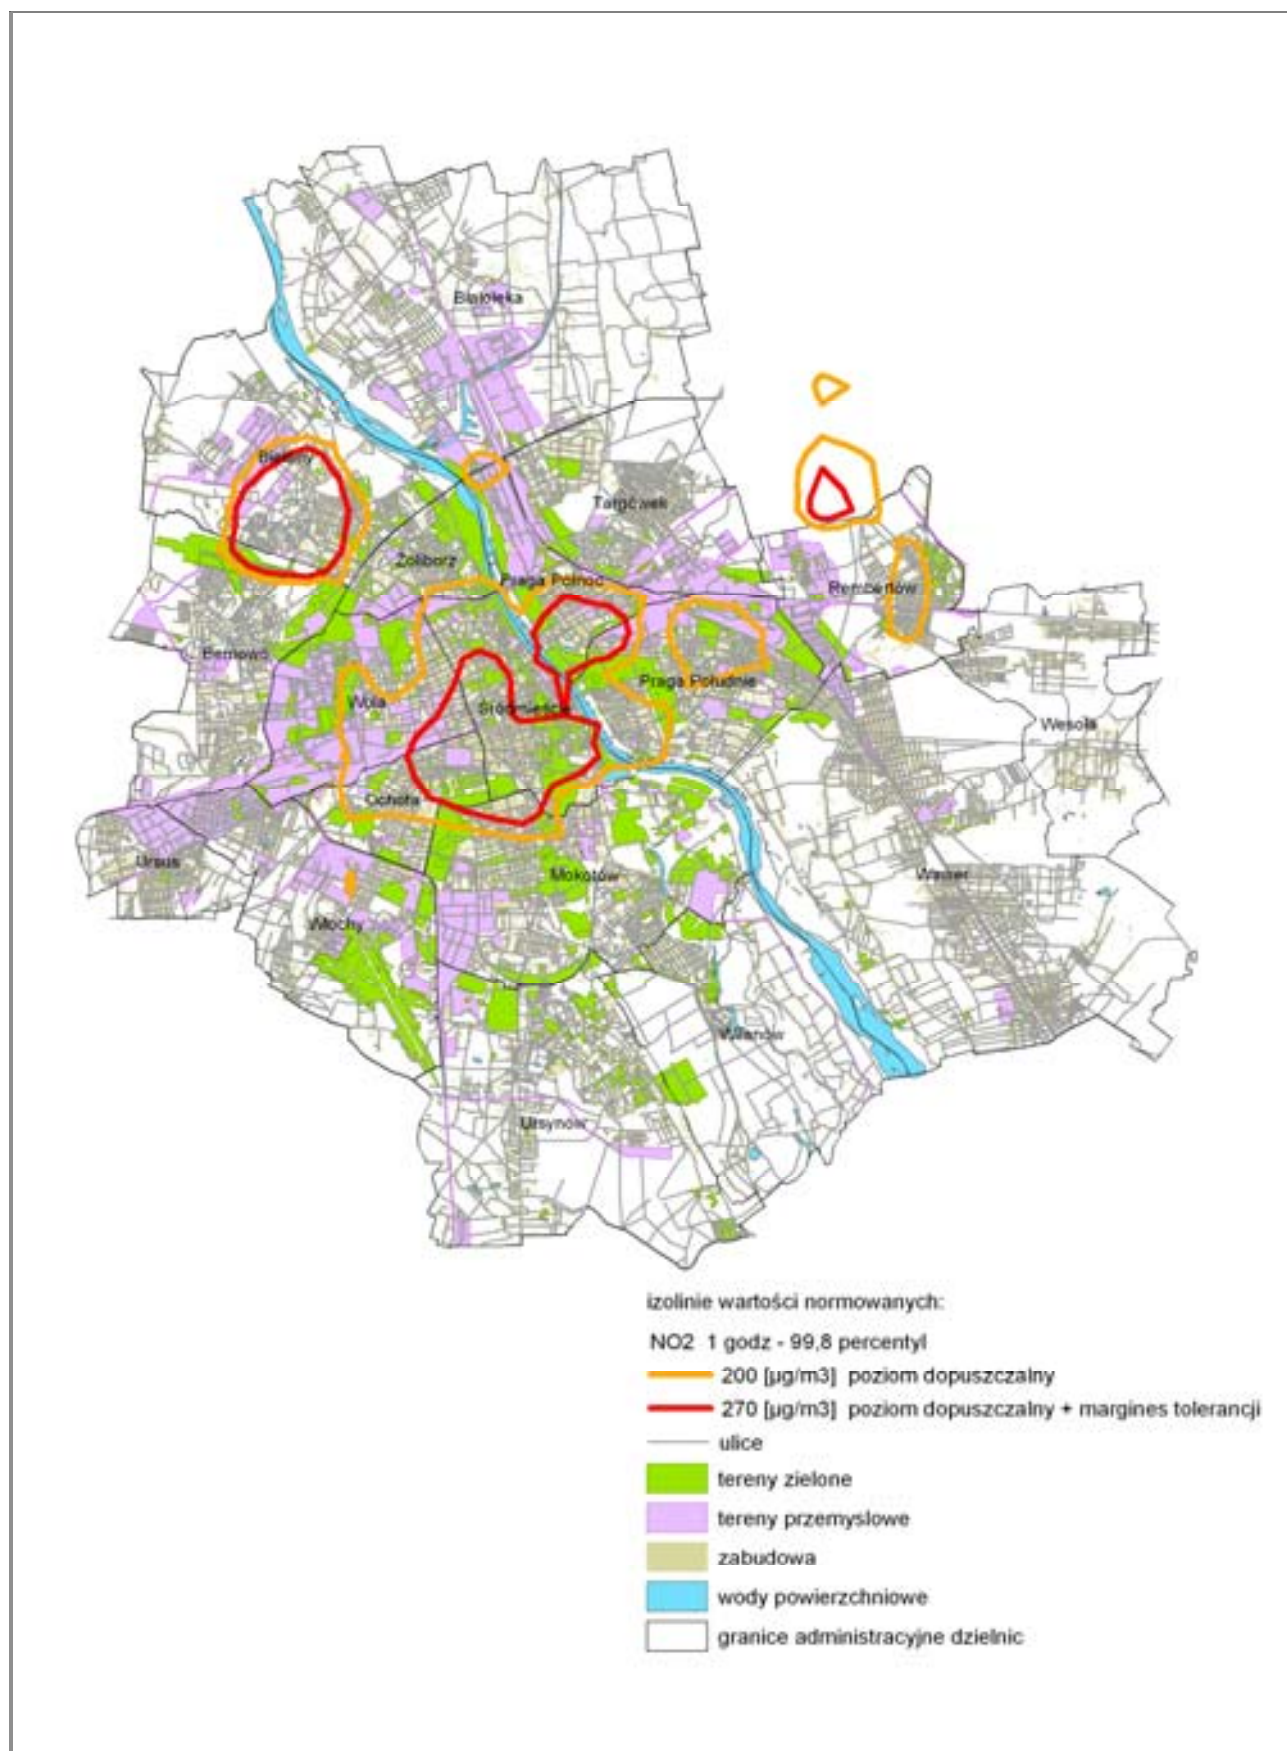 Białołęka
Bielany
Targówek
Żoliborz
Praga Północ
Rembertów
Bemowo
Praga Południe
Wola
Śródmieście
Wesoła
Ochota
Ursus
Mokotów
Wawer
Włochy
Wilanów
Ursynów
izolinie wartości normowanych:
NO2 1 godz - 99,8 percentyl
200 [µg/m3] poziom dopuszczalny
270 [µg/m3] poziom dopuszczalny + margines tolerancji
ulice
tereny zielone
tereny przemysłowe
zabudowa
wody powierzchniowe
granice administracyjne dzielnic